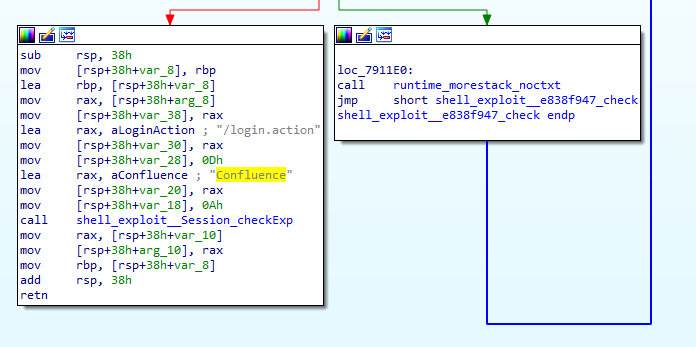 sub rsp, 38h
mov [rsp+38h+var_8], rbp
lea rbp, [rsp+38h+var_8]
mov rax, [rsp+38h+arg_8]
mov [rsp+38h+var_38], rax
lea rax, aLoginAction ; "/login.action"
mov [rsp+38h+var_30], rax
mov [rsp+38h+var_28], 0Dh
lea rax, aConfluence ; "Confluence"
mov [rsp+38h+var_20], rax
mov [rsp+38h+var_18], 0Ah
call shell_exploit__Session_checkExp
mov rax, [rsp+38h+var_10]
mov [rsp+38h+arg_10], rax
mov rbp, [rsp+38h+var_8]
add rsp, 38h
retn
loc_7911E0:
call runtime_morestack_noctxt
jmp short shell_exploit__e838f947_check
shell_exploit__e838f947_check endp